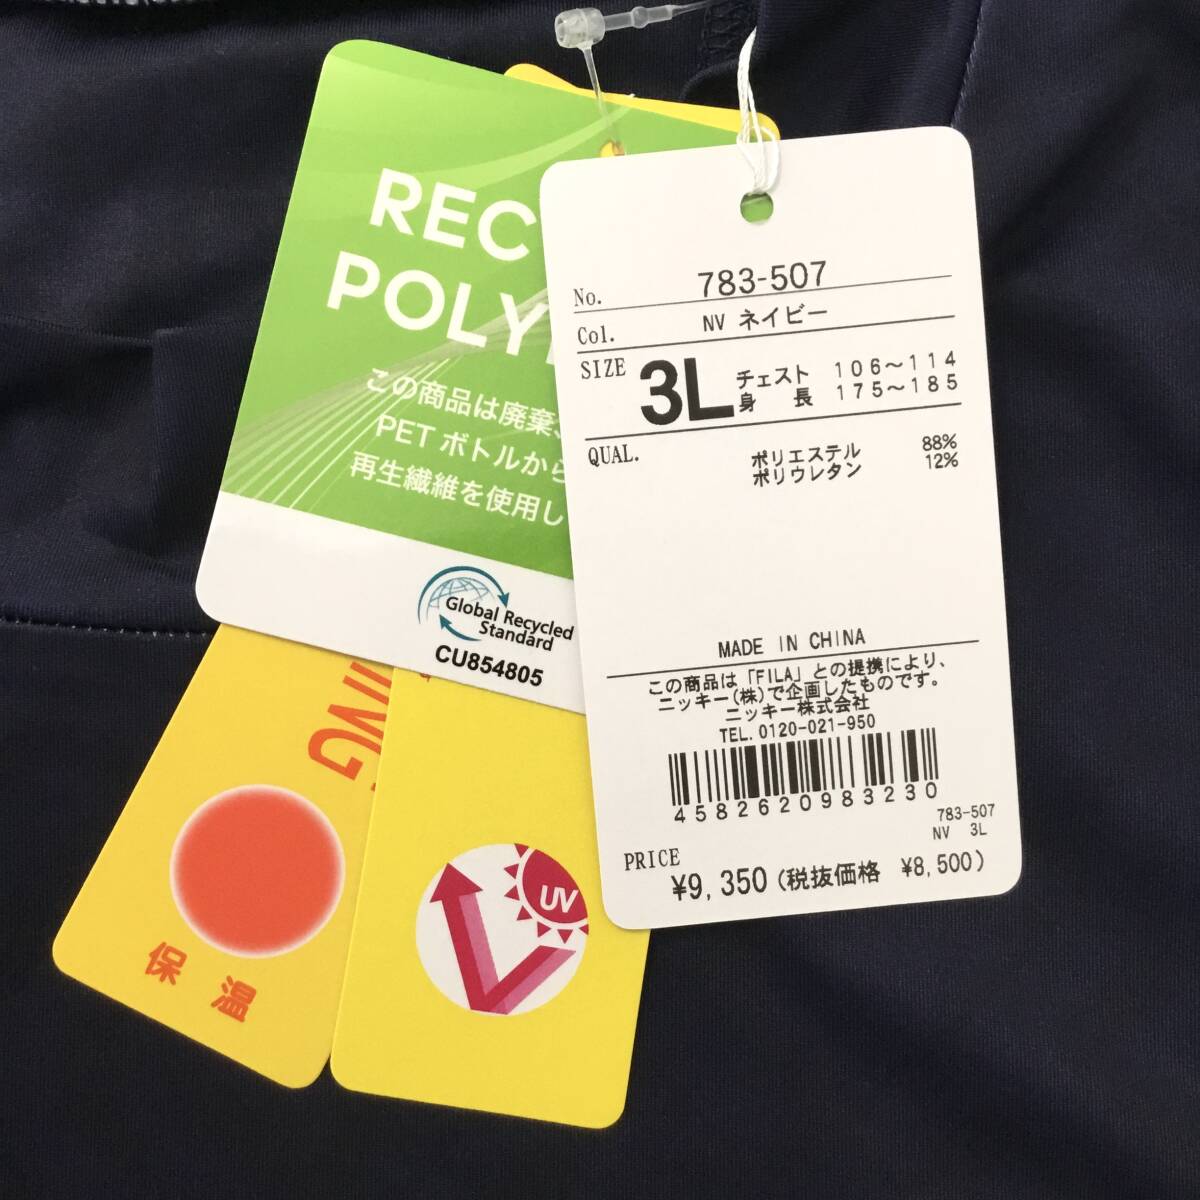 REC
POLY
この商品は廃棄
PETボトルから
再生繊維を使用し
Global Recycled
Standard
CU854805
保温
UV
No. 783-507
Col. NV ネイビー
SIZE 3L チェスト 106～114
身長 175～185
QUAL. ポリエステル 88%
ポリウレタン 12%
MADE IN CHINA
この商品は「FILA」との提携により、
ニッキー(株)で企画したものです。
ニッキー株式会社
TEL.0120-021-950
4582620983230
783-507
NV 3L
PRICE
¥9,350(税抜価格 ¥8,500)